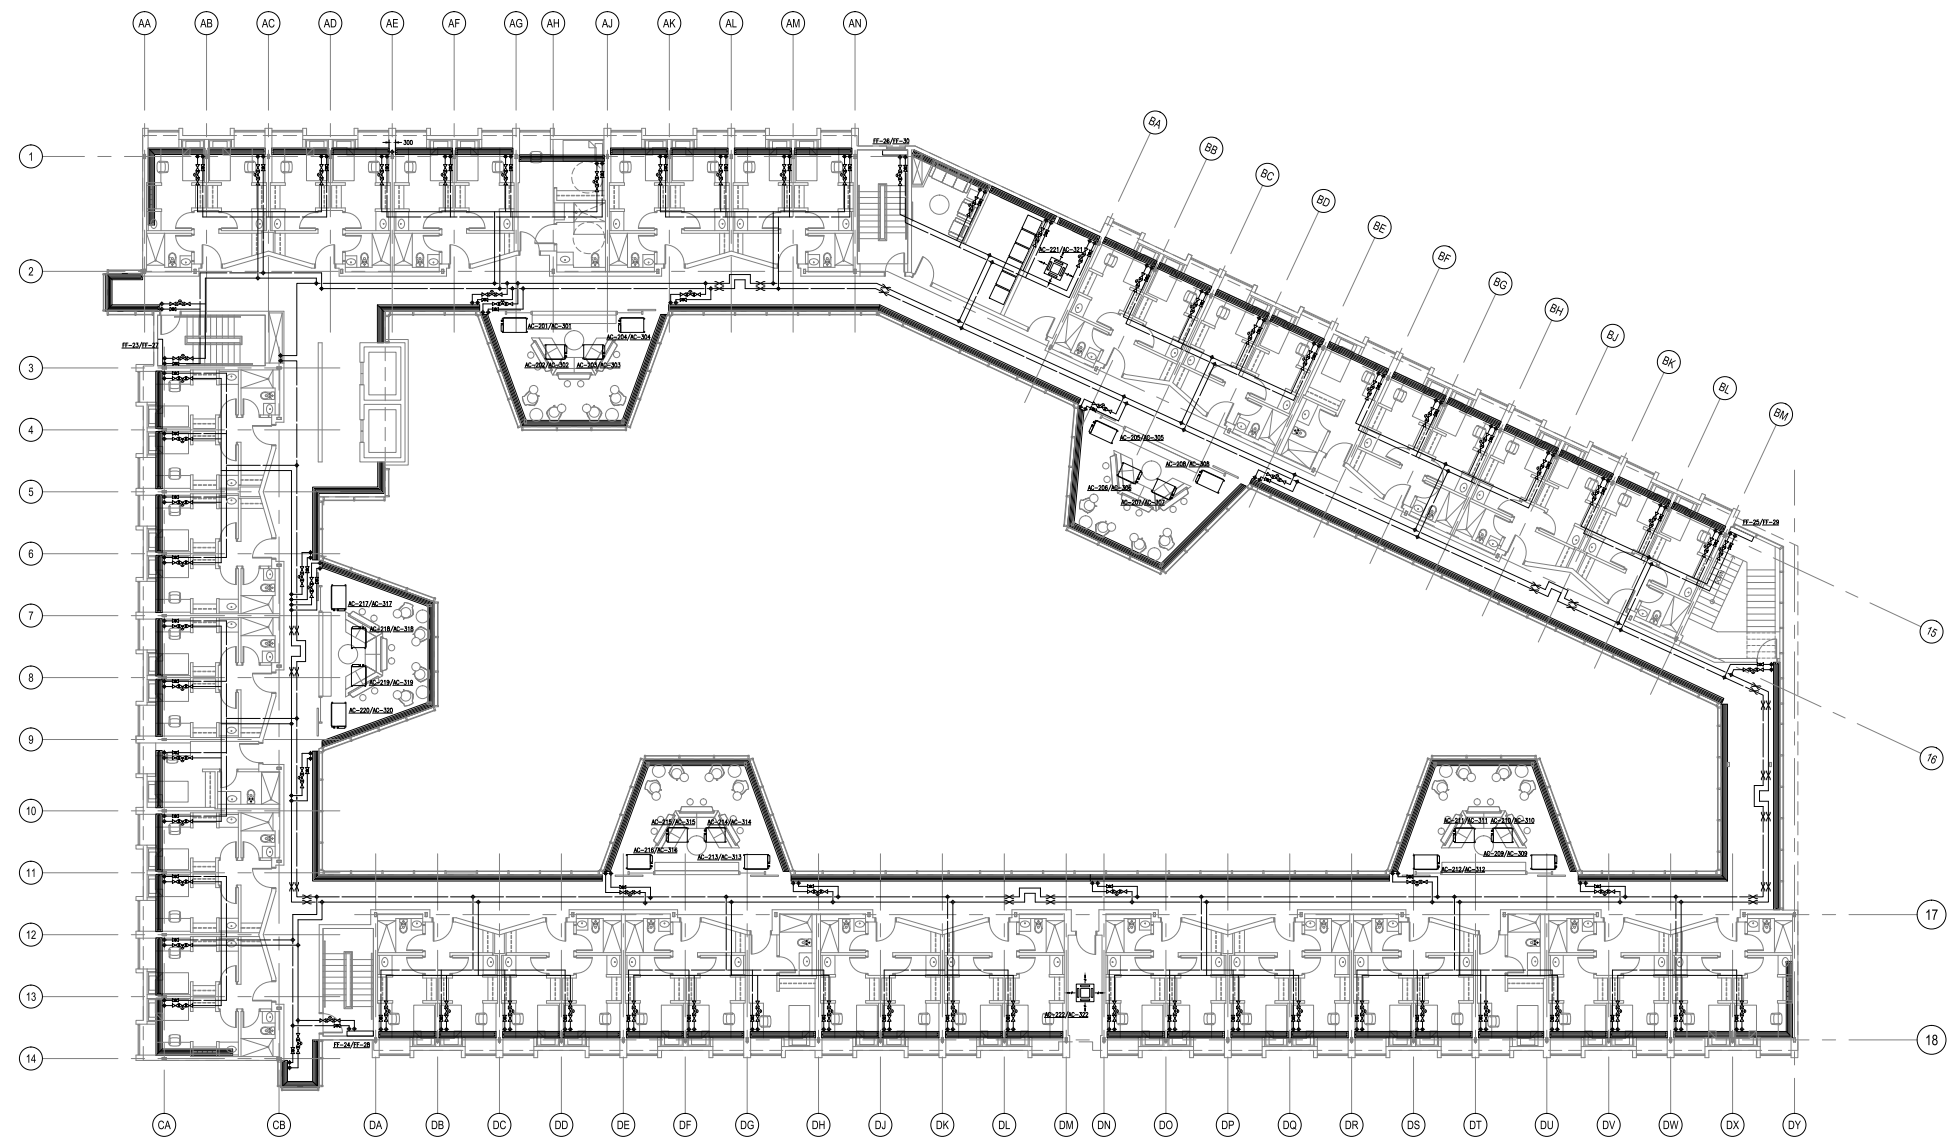 AA AB AC AD AE AF AG AH AJ AK AL AM AN
BA
BB
BC
BD
BE
BF
BG
BH
BJ
BK
BL
BM
1
300
FF-26/FF-30
2
AC-221/AC-321
FF-23/FF-27
AC-201/AC-301
AC-204/AC-304
AC-202/AC-302
AC-203/AC-303
3
4
AC-205/AC-305
AC-208/AC-308
AC-206/AC-306
AC-207/AC-307
5
FF-25/FF-29
6
7
AC-217/AC-317
AC-218/AC-318
15
8
AC-219/AC-319
AC-220/AC-320
9
16
10
AC-215/AC-315
AC-214/AC-314
AC-211/AC-311
AC-210/AC-310
AC-216/AC-316
AC-213/AC-313
AC-209/AC-309
AC-212/AC-312
11
17
12
13
AC-222/AC-322
FF-24/FF-28
18
14
CA CB DA DB DC DD DE DF DG DH DJ DK DL DM DN DO DP DQ DR DS DT DU DV DW DX DY